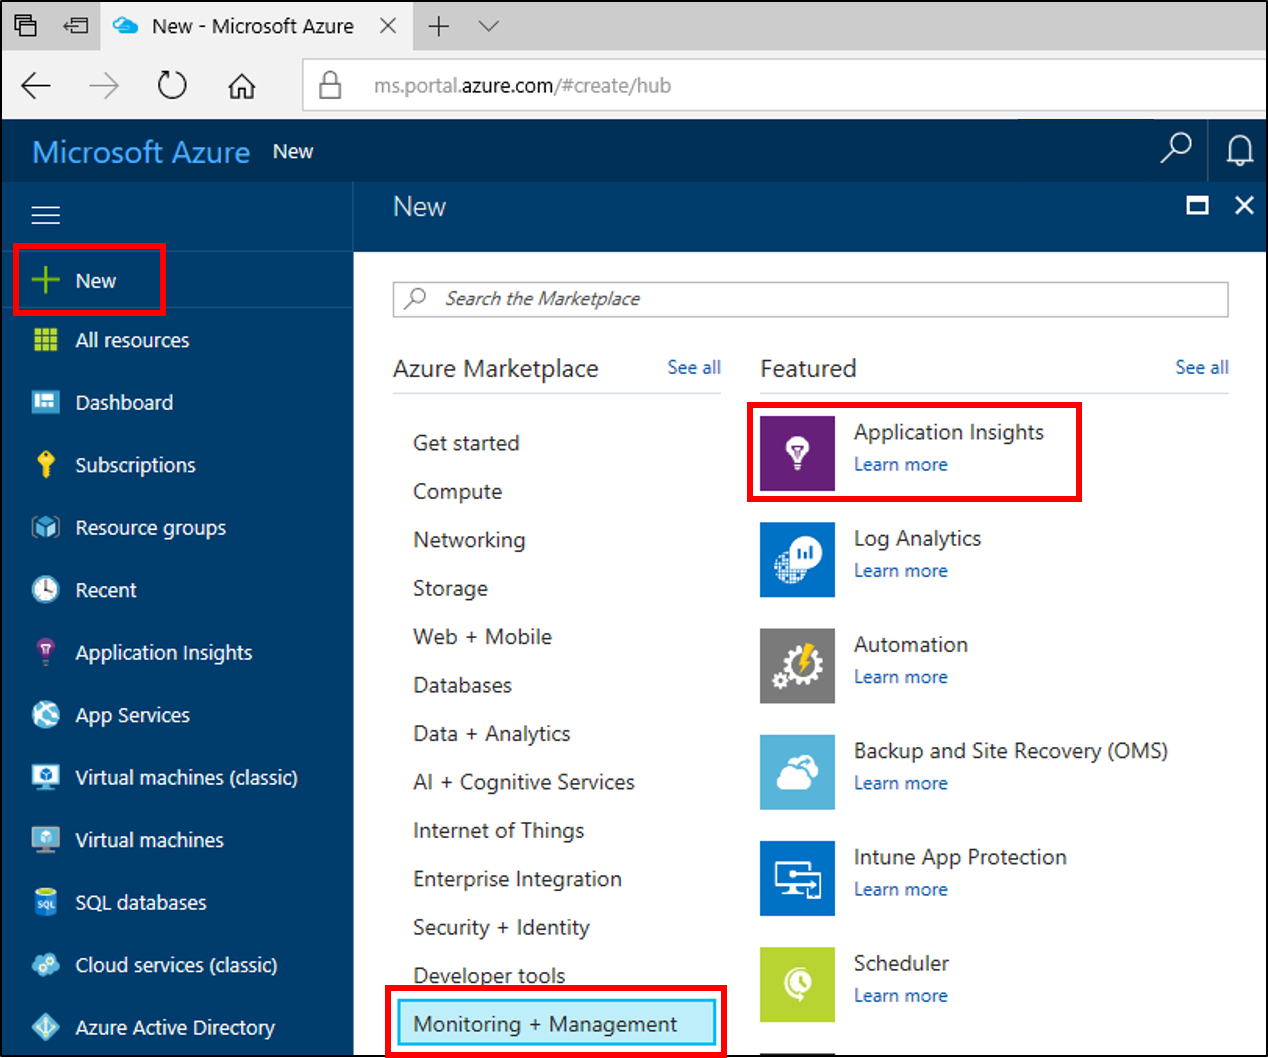 New - Microsoft Azure
ms.portal.azure.com/#create/hub
Microsoft Azure New
New
New
All resources
Dashboard
Subscriptions
Resource groups
Recent
Application Insights
App Services
Virtual machines (classic)
Virtual machines
SQL
SQL databases
Cloud services (classic)
Azure Active Directory
Search the Marketplace
Azure Marketplace See all
Get started
Compute
Networking
Storage
Web + Mobile
Databases
Data + Analytics
AI + Cognitive Services
Internet of Things
Enterprise Integration
Security + Identity
Developer tools
Monitoring + Management
Featured See all
Application Insights
Learn more
Log Analytics
Learn more
Automation
Learn more
Backup and Site Recovery (OMS)
Learn more
Intune App Protection
Learn more
Scheduler
Learn more